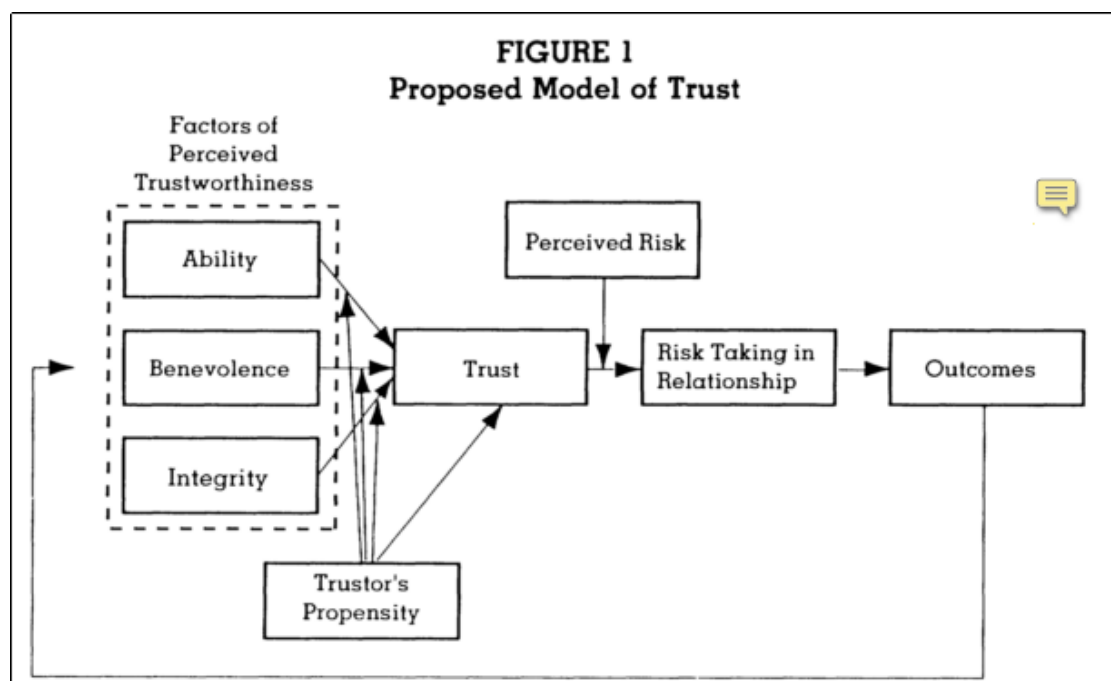 FIGURE 1
Proposed Model of Trust
Factors of
Perceived
Trustworthiness
Ability
Benevolence
Integrity
Trustor's
Propensity
Trust
Perceived Risk
Risk Taking in
Relationship
Outcomes